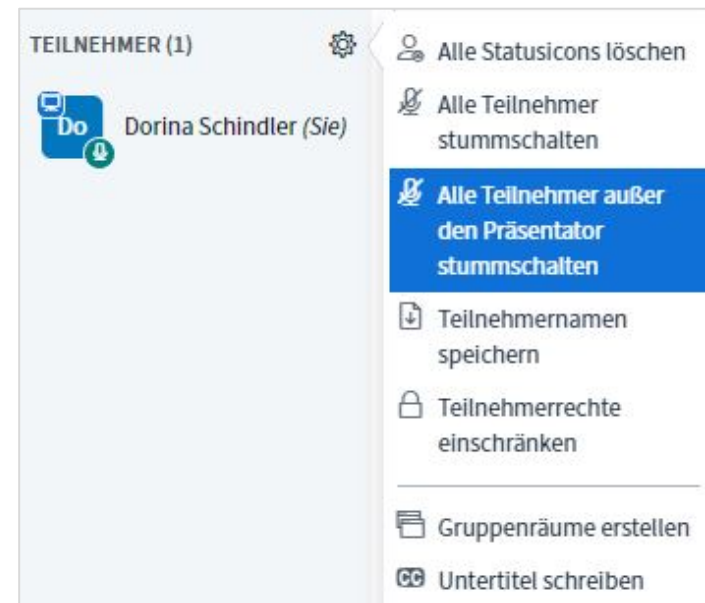 TEILNEHMER (1)
Do
Dorina Schindler (Sie)
Alle Statusicons löschen
Alle Teilnehmer
stummschalten
Alle Teilnehmer außer
den Präsentator
stummschalten
Teilnehmernamen
speichern
Teilnehmerrechte
einschränken
Gruppenräume erstellen
CC Untertitel schreiben